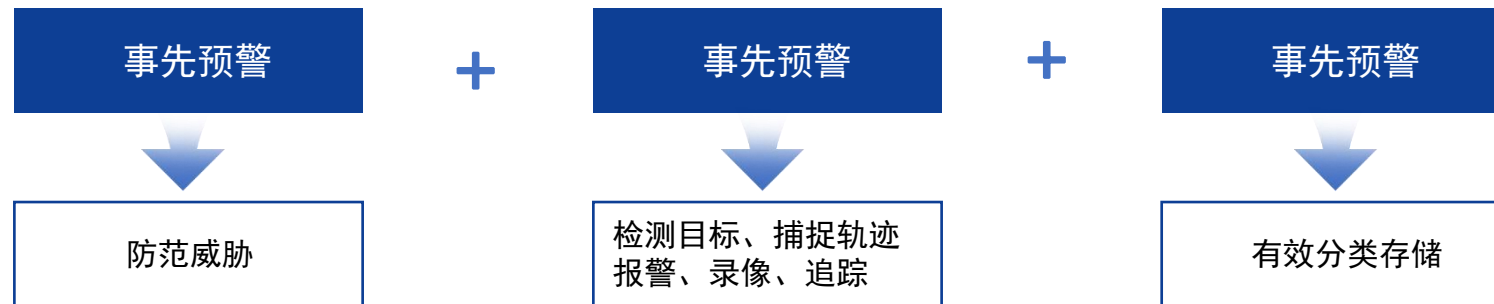 事先预警
+
事先预警
+
事先预警
防范威胁
检测目标、捕捉轨迹
报警、录像、追踪
有效分类存储